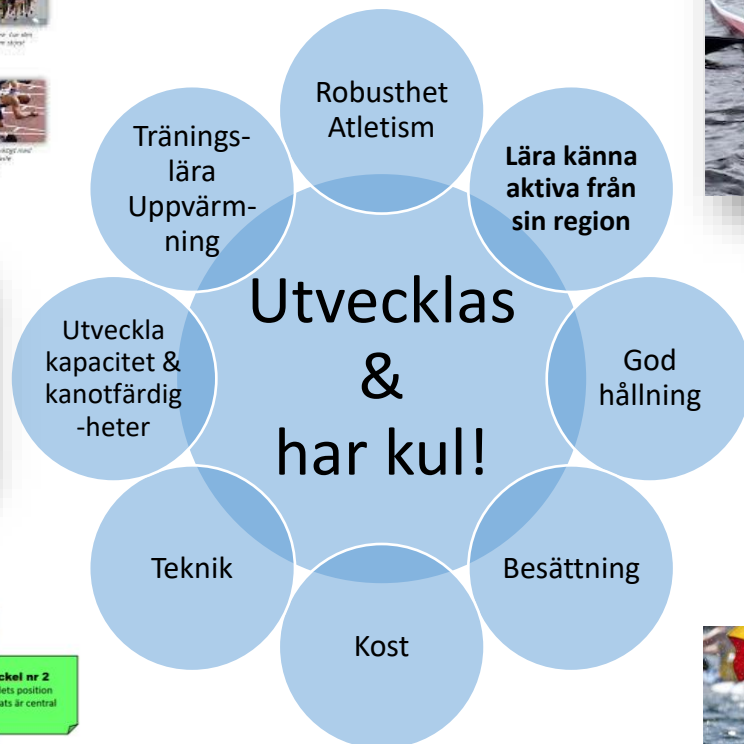 Robusthet
Atletism
Lära känna
aktiva från
sin region
God
hållning
Besättning
Kost
Teknik
Utveckla
kapacitet &
kanotfärdig
-heter
Tränings-
lära
Uppvärm-
ning
Utvecklas
&
har kul!
ckel nr 2
lets position
ats är central